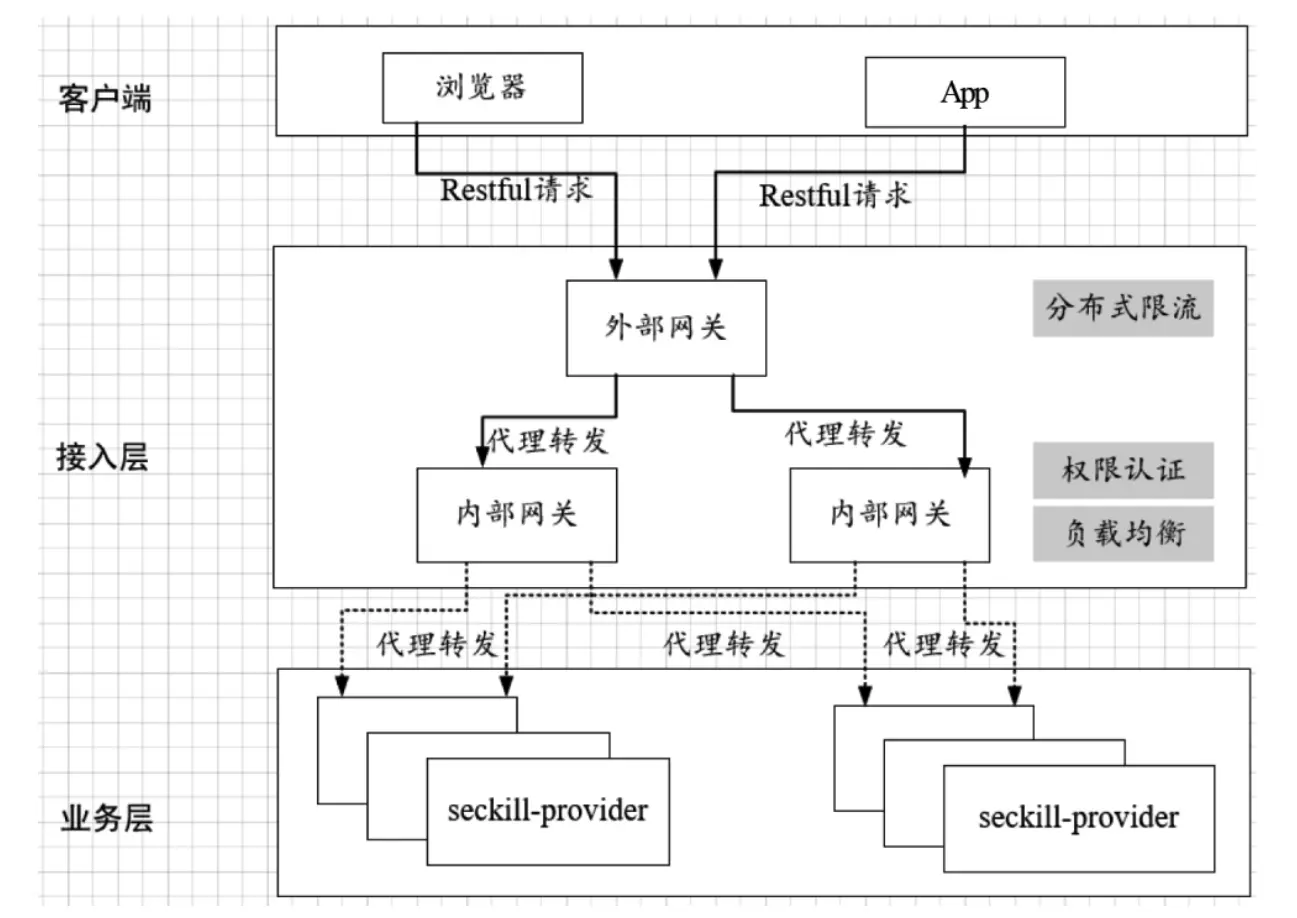 客户端
浏览器
App
Restful请求
Restful请求
接入层
外部网关
分布式限流
代理转发
代理转发
权限认证
内部网关
内部网关
负载均衡
代理转发
代理转发
代理转发
业务层
seckill-provider
seckill-provider